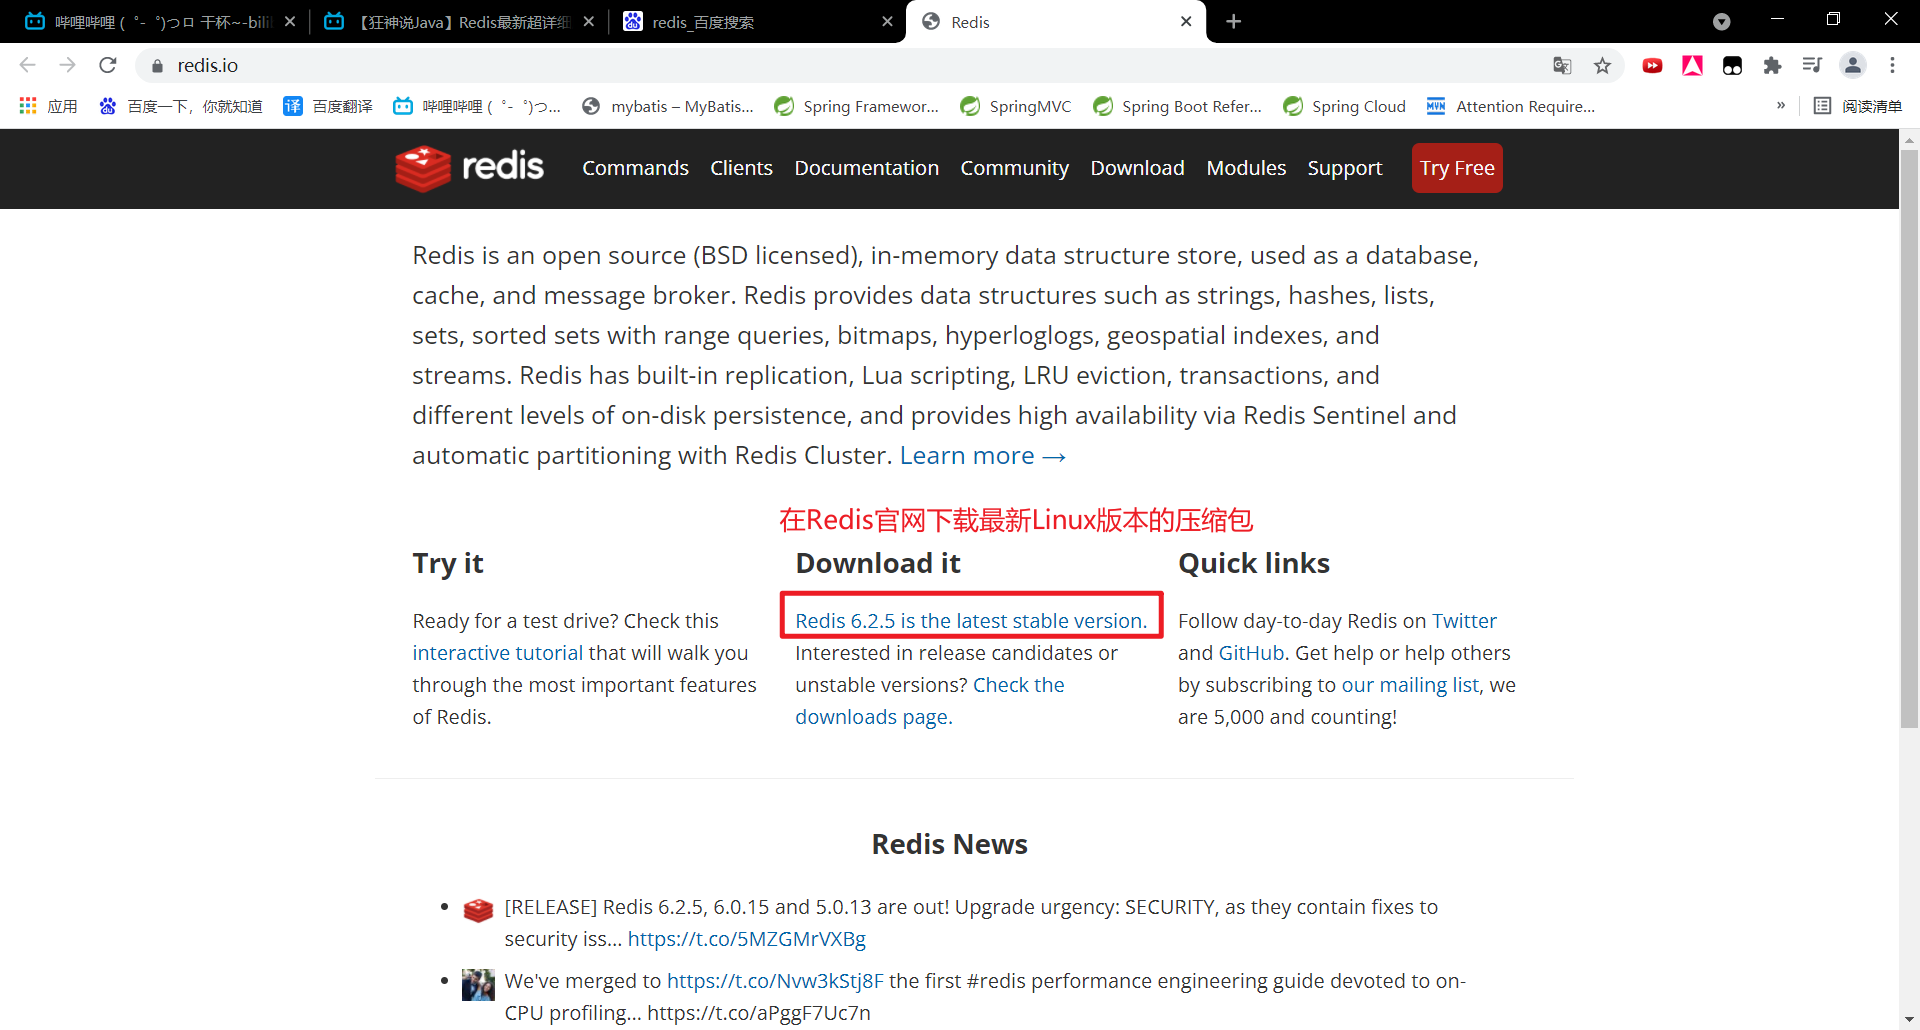 哔哩哔哩 (゜-゜)つロ 干杯~-bili
【狂神说Java】Redis最新超详细
redis_百度搜索
Redis
redis.io
应用
百度一下，你就知道
百度翻译
哔哩哔哩 (゜-゜)つ...
mybatis – MyBatis...
Spring Framewor...
SpringMVC
Spring Boot Refer...
Spring Cloud
Attention Require...
»
阅读清单
redis
Commands
Clients
Documentation
Community
Download
Modules
Support
Try Free
Redis is an open source (BSD licensed), in-memory data structure store, used as a database,
cache, and message broker. Redis provides data structures such as strings, hashes, lists,
sets, sorted sets with range queries, bitmaps, hyperloglogs, geospatial indexes, and
streams. Redis has built-in replication, Lua scripting, LRU eviction, transactions, and
different levels of on-disk persistence, and provides high availability via Redis Sentinel and
automatic partitioning with Redis Cluster. Learn more →
在Redis官网下载最新Linux版本的压缩包
Try it
Ready for a test drive? Check this
interactive tutorial that will walk you
through the most important features
of Redis.
Download it
Redis 6.2.5 is the latest stable version.
Interested in release candidates or
unstable versions? Check the
downloads page.
Quick links
Follow day-to-day Redis on Twitter
and GitHub. Get help or help others
by subscribing to our mailing list, we
are 5,000 and counting!
Redis News
[RELEASE] Redis 6.2.5, 6.0.15 and 5.0.13 are out! Upgrade urgency: SECURITY, as they contain fixes to
security iss... https://t.co/5MZGMrVXBg
We've merged to https://t.co/Nvw3kStj8F the first #redis performance engineering guide devoted to on-
CPU profiling... https://t.co/aPggF7Uc7n